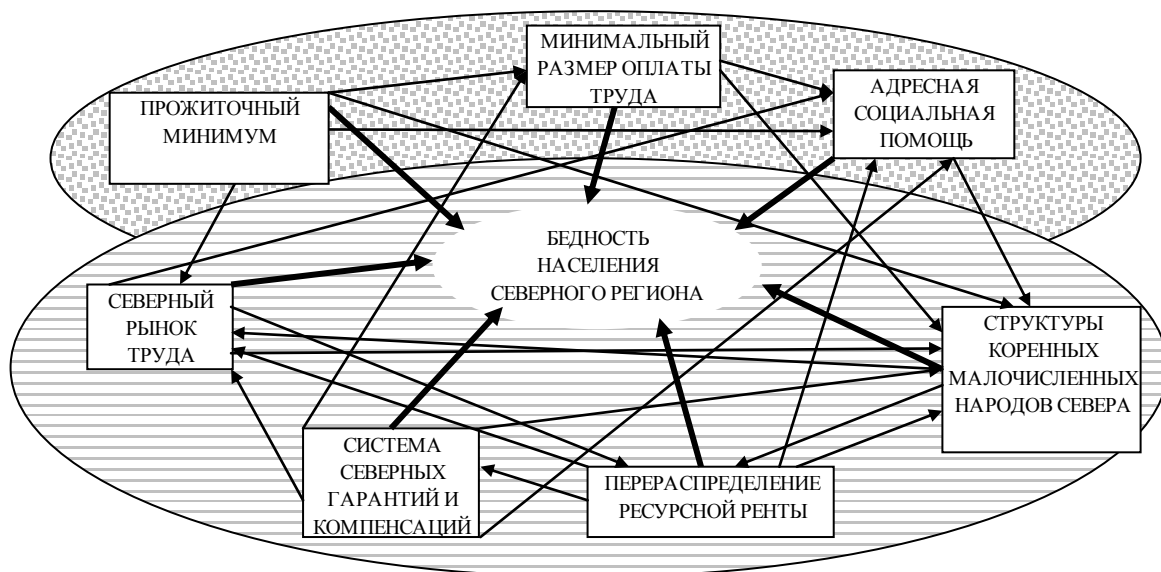 МИНИМАЛЬНЫЙ
РАЗМЕР ОПЛАТЫ
ТРУДА
АДРЕСНАЯ
СОЦИАЛЬНАЯ
ПОМОЩЬ
ПРОЖИТОЧНЫЙ
МИНИМУМ
БЕДНОСТЬ
НАСЕЛЕНИЯ
СЕВЕРНОГО РЕГИОНА
СЕВЕРНЫЙ
РЫНОК
ТРУДА
СТРУКТУРЫ
КОРЕННЫХ
МАЛОЧИСЛЕННЫХ
НАРОДОВ СЕВЕРА
СИСТЕМА
СЕВЕРНЫХ
ГАРАНТИЙ И
КОМПЕНСАЦИЙ
ПЕРЕРАСПРЕДЕЛЕНИЕ
РЕСУРСНОЙ РЕНТЫ